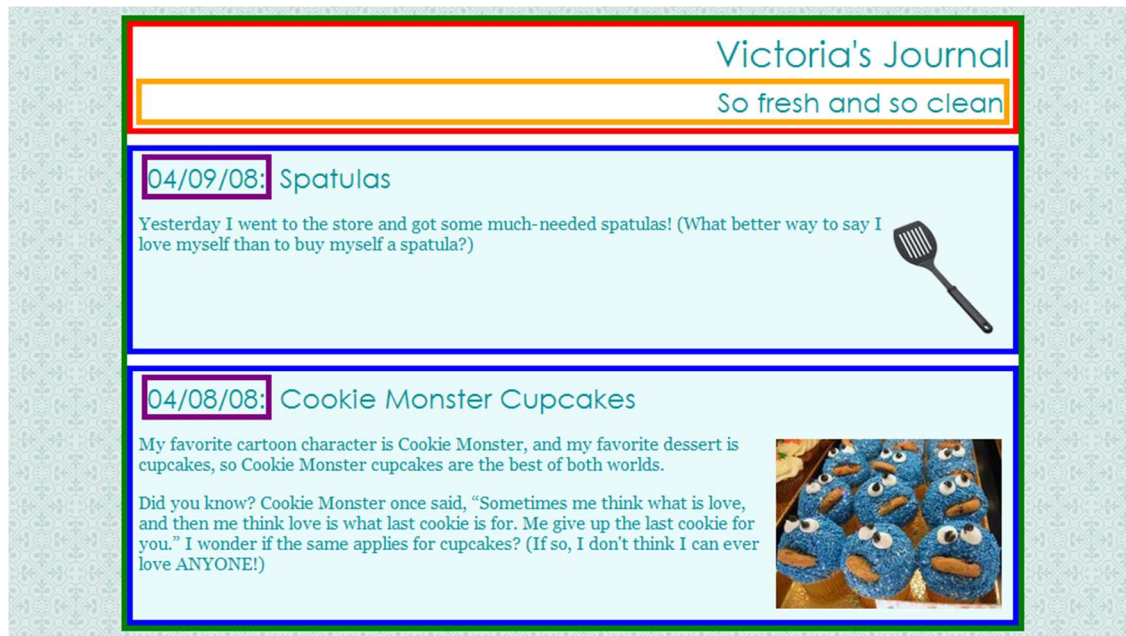 Victoria's Journal
So fresh and so clean
04/09/08: Spatulas
Yesterday I went to the store and got some much-needed spatulas! (What better way to say I
love myself than to buy myself a spatula?)
04/08/08: Cookie Monster Cupcakes
My favorite cartoon character is Cookie Monster, and my favorite dessert is
cupcakes, so Cookie Monster cupcakes are the best of both worlds.
Did you know? Cookie Monster once said, “Sometimes me think what is love,
and then me think love is what last cookie is for. Me give up the last cookie for
you.” I wonder if the same applies for cupcakes? (If so, I don't think I can ever
love ANYONE!)